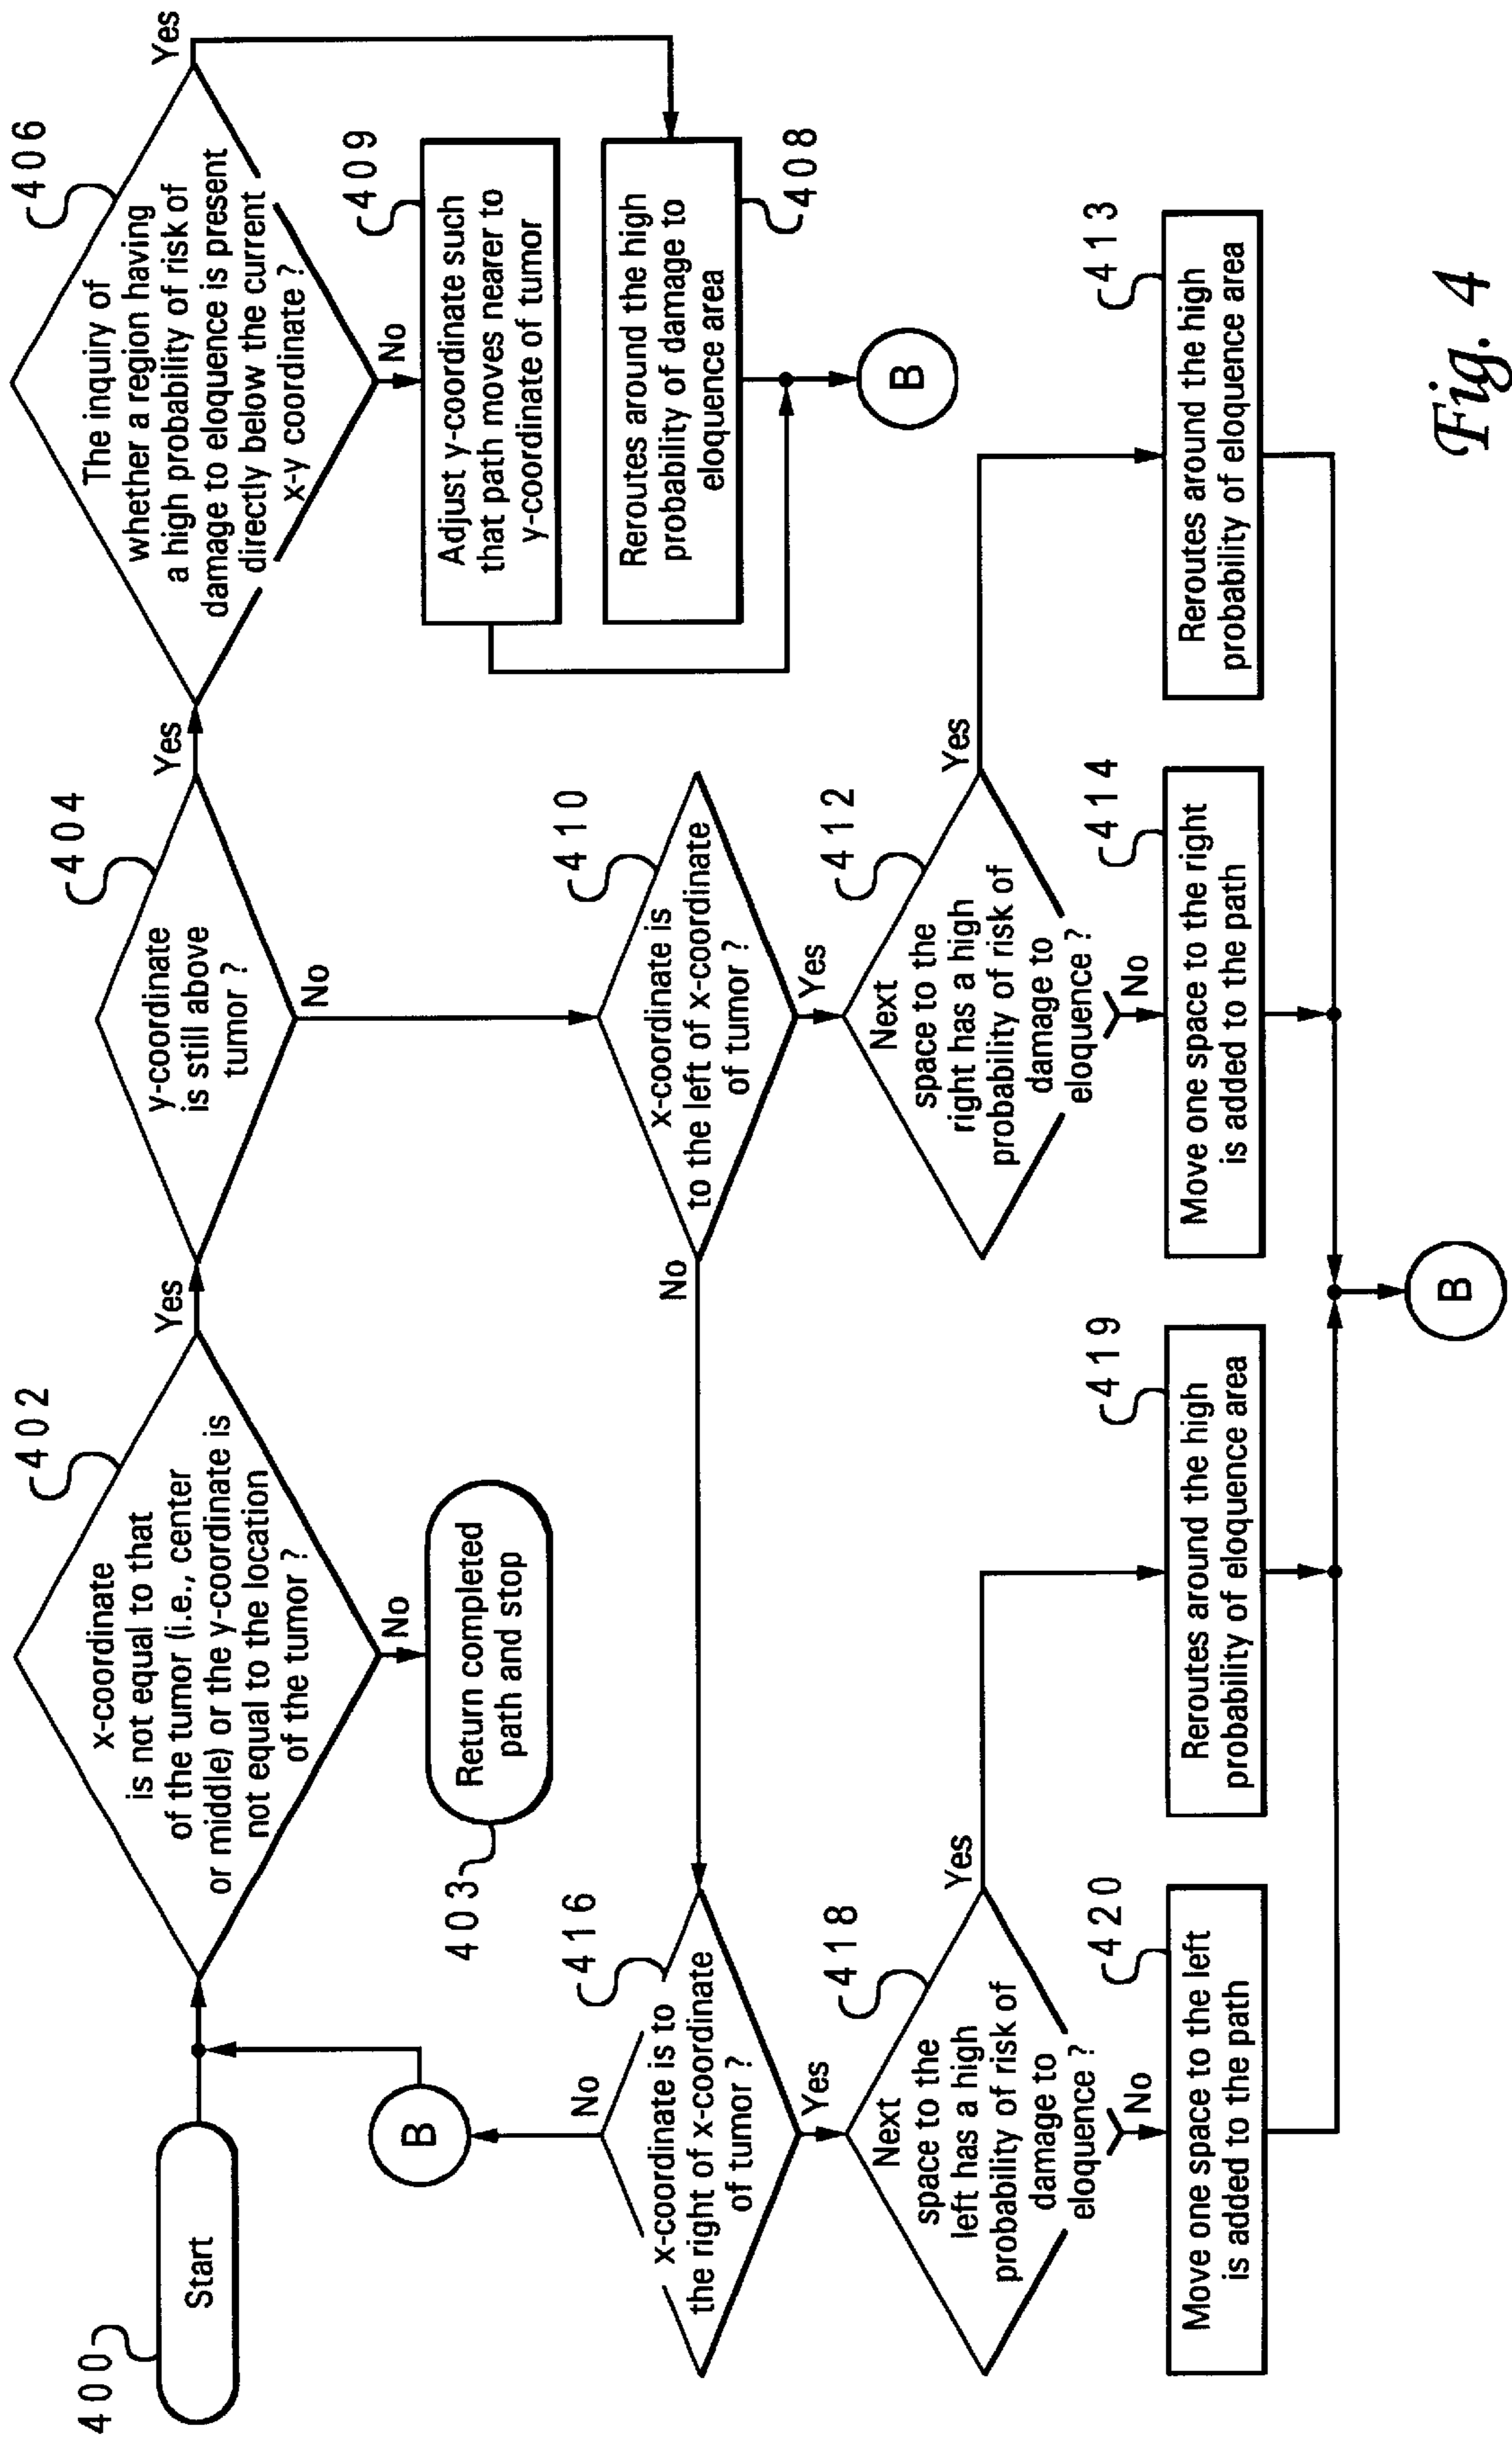 400
Start
B
402
x-coordinate
is not equal to that
of the tumor (i.e., center
or middle) or the y-coordinate is
not equal to the location
of the tumor ?
Yes
No
403
Return completed
path and stop
404
y-coordinate
is still above
tumor ?
Yes
No
406
The inquiry of
whether a region having
a high probability of risk of
damage to eloquence is present
directly below the current
x-y coordinate ?
Yes
No
409
Adjust y-coordinate such
that path moves nearer to
y-coordinate of tumor
Reroutes around the high
probability of damage to
eloquence area
408
B
410
x-coordinate is
to the left of x-coordinate
of tumor ?
No
Yes
412
Next
space to the
right has a high
probability of risk of
damage to
eloquence ?
Yes
No
413
Reroutes around the high
probability of eloquence area
414
Move one space to the right
is added to the path
416
x-coordinate is to
the right of x-coordinate
of tumor ?
No
Yes
418
Next
space to the
left has a high
probability of risk of
damage to
eloquence ?
Yes
No
419
Reroutes around the high
probability of eloquence area
420
Move one space to the left
is added to the path
B
Fig. 4